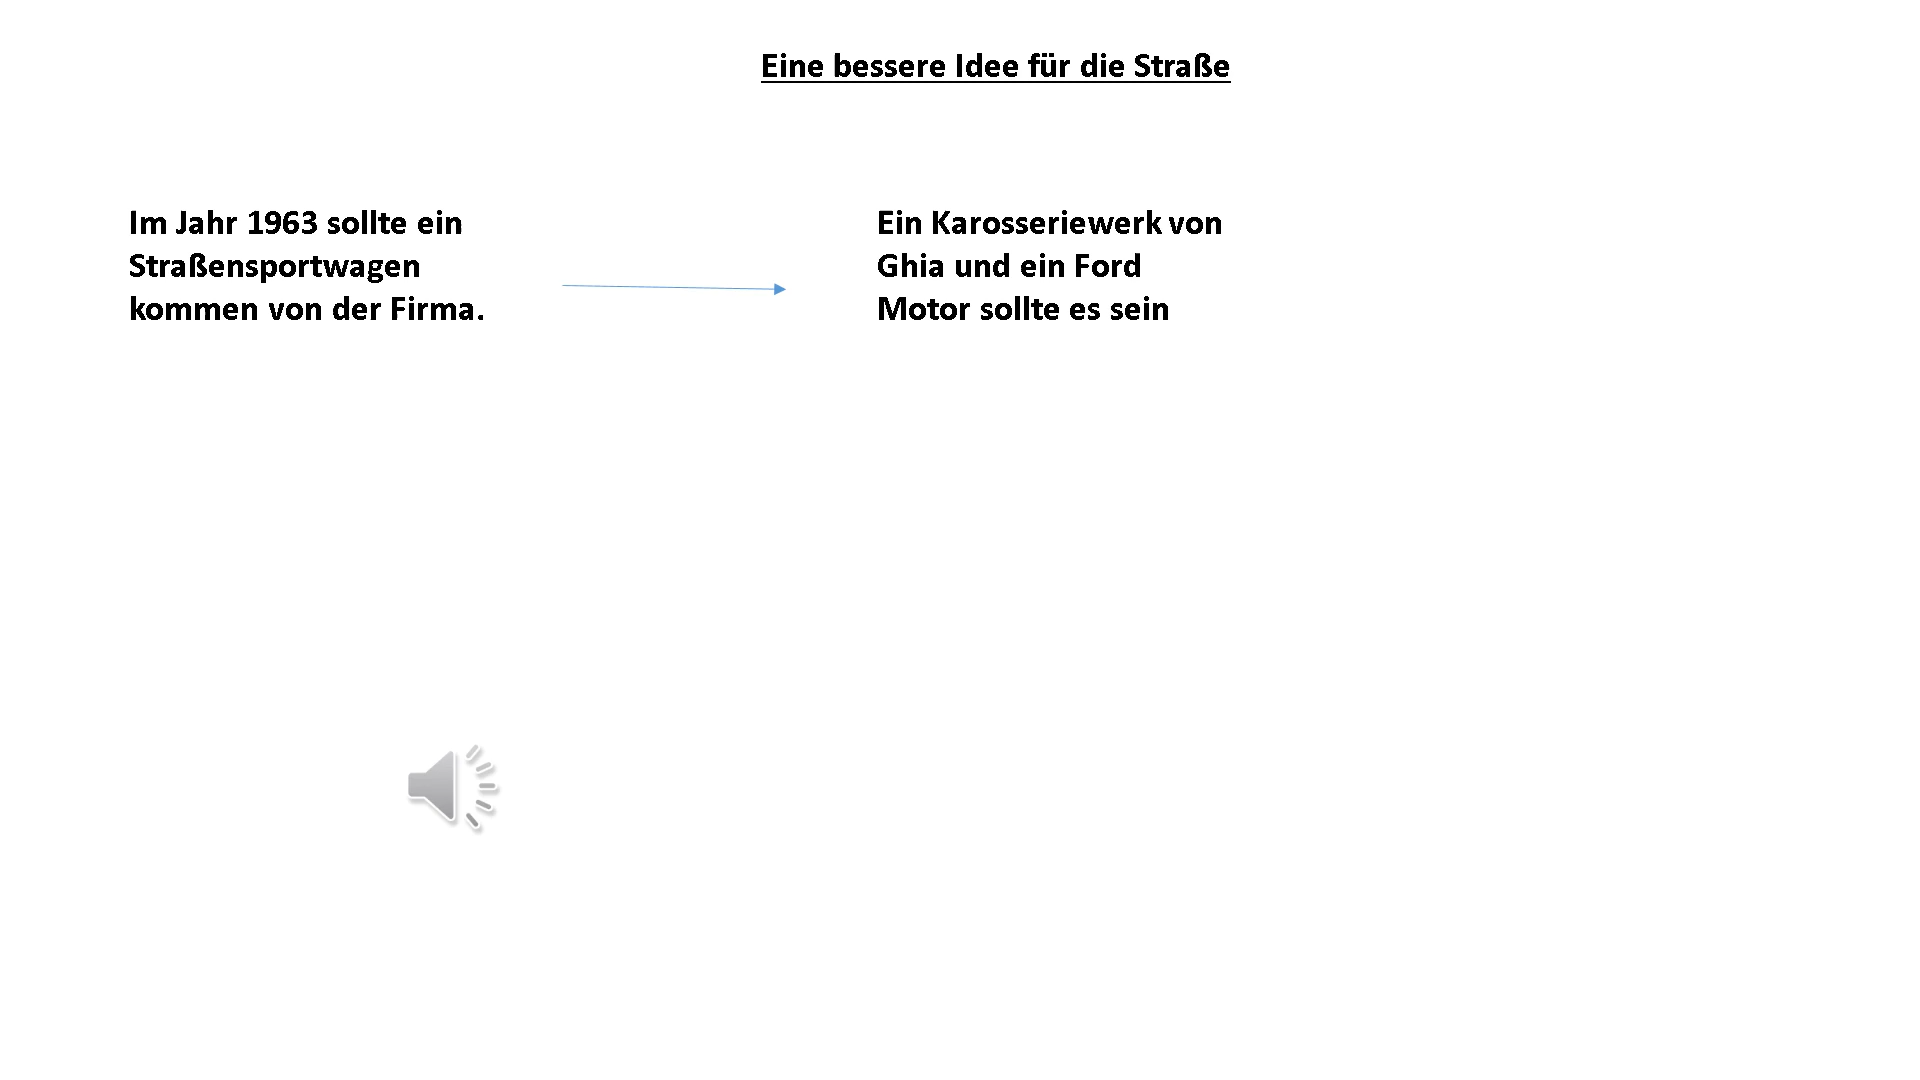 Eine bessere Idee für die Straße
Im Jahr 1963 sollte ein
Straßensportwagen
kommen von der Firma.
Ein Karosseriewerk von
Ghia und ein Ford
Motor sollte es sein